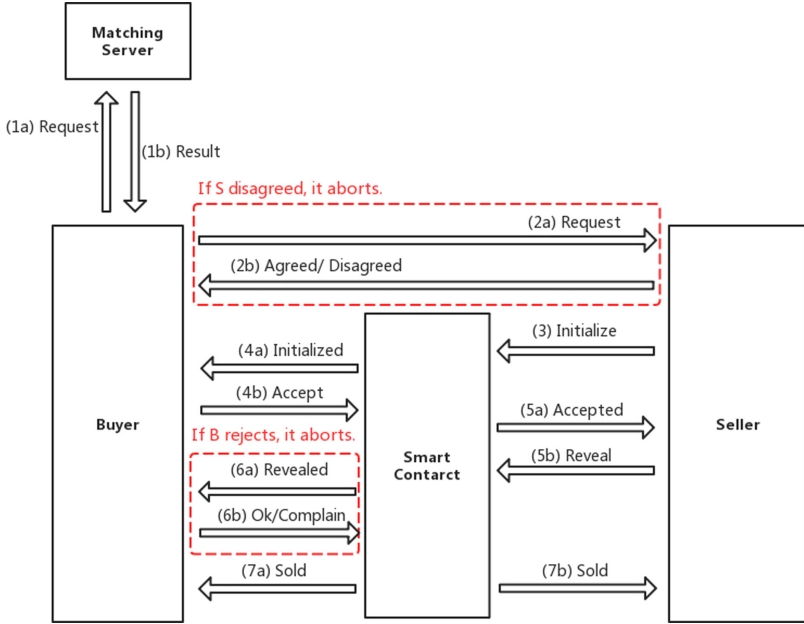 Matching
Server
(1a) Request
(1b) Result
If S disagreed, it aborts.
(2a) Request
(2b) Agreed/ Disagreed
(3) Initialize
(4a) Initialized
(4b) Accept
(5a) Accepted
Buyer
Seller
If B rejects, it aborts.
Smart
Contarct
(5b) Reveal
(6a) Revealed
(6b) Ok/Complain
(7a) Sold
(7b) Sold